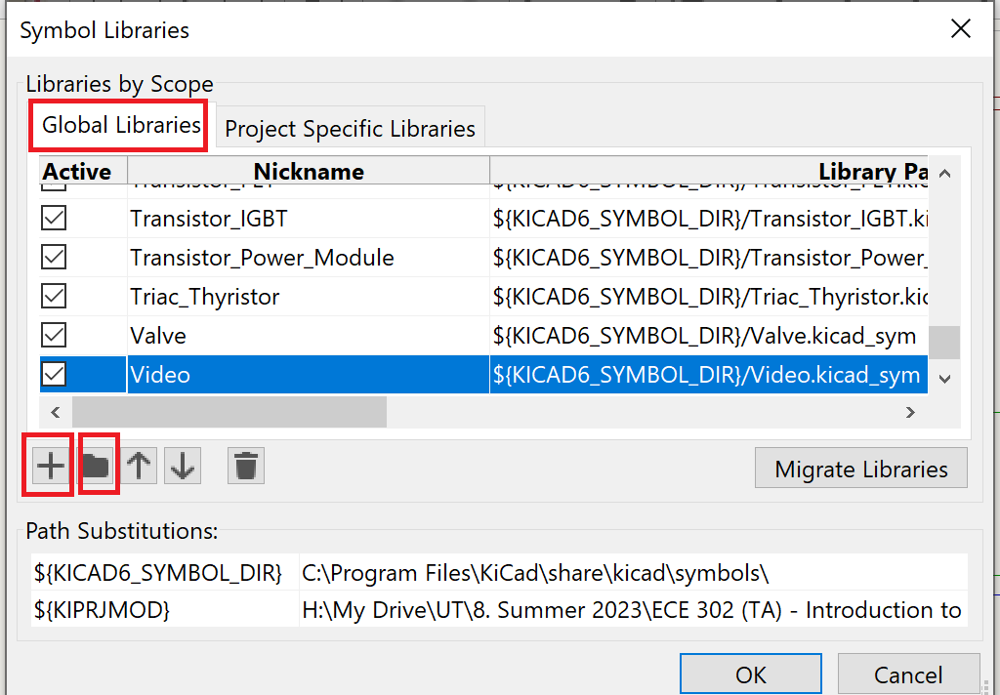 Symbol Libraries
Libraries by Scope
Global Libraries Project Specific Libraries
Active Nickname Library Pa
Transistor_FET ${KICAD6_SYMBOL_DIR}/Transistor_FET.kic
Transistor_IGBT ${KICAD6_SYMBOL_DIR}/Transistor_IGBT.ki
Transistor_Power_Module ${KICAD6_SYMBOL_DIR}/Transistor_Power_
Triac_Thyristor ${KICAD6_SYMBOL_DIR}/Triac_Thyristor.kic
Valve ${KICAD6_SYMBOL_DIR}/Valve.kicad_sym
Video ${KICAD6_SYMBOL_DIR}/Video.kicad_sym
Migrate Libraries
Path Substitutions:
${KICAD6_SYMBOL_DIR} C:\Program Files\KiCad\share\kicad\symbols\
${KIPRJMOD} H:\My Drive\UT\8. Summer 2023\ECE 302 (TA) - Introduction to
OK Cancel